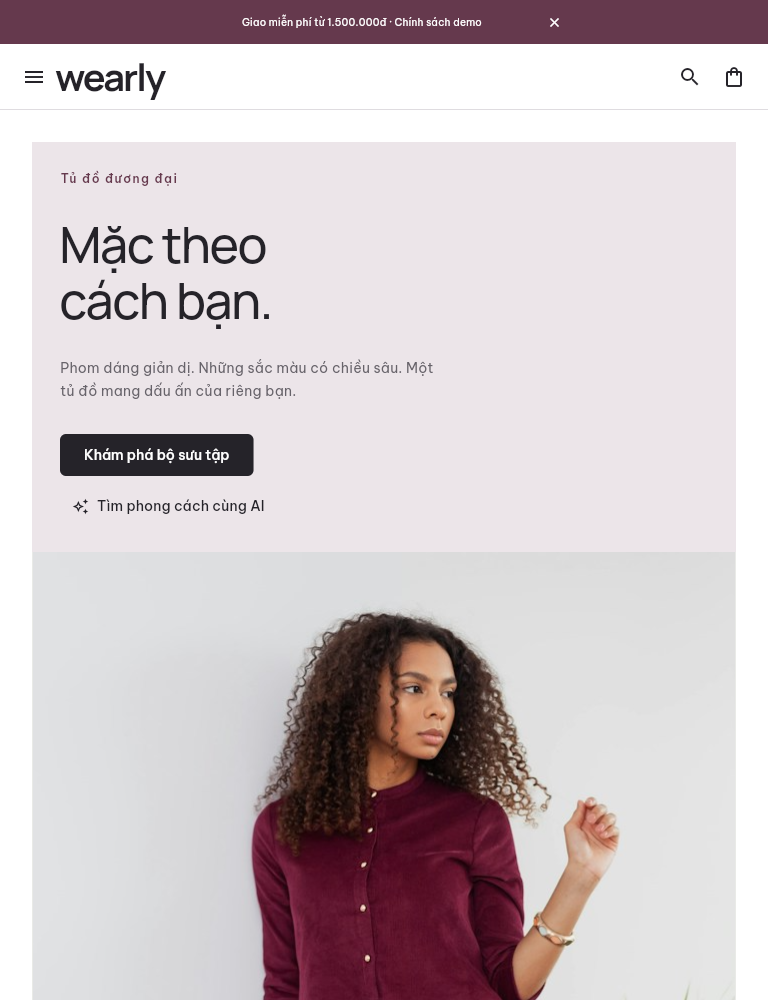 Giao miễn phí từ 1.500.000đ · Chính sách demo
wearly
Tủ đồ đương đại
Mặc theo
cách bạn.
Phom dáng giản dị. Những sắc màu có chiều sâu. Một
tủ đồ mang dấu ấn của riêng bạn.
Khám phá bộ sưu tập
Tìm phong cách cùng AI